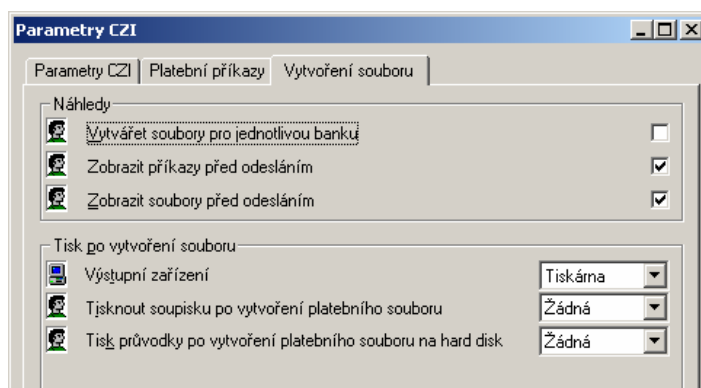 Parametry CZI
Parametry CZI Platební příkazy Vytvoření souboru
Náhledy
Vytvářet soubory pro jednotlivou banku
Zobrazit příkazy před odesláním
Zobrazit soubory před odesláním
Tisk po vytvoření souboru
Výstupní zařízení Tiskárna
Tisknout soupisku po vytvoření platebního souboru Žádná
Tisk průvodky po vytvoření platebního souboru na hard disk Žádná